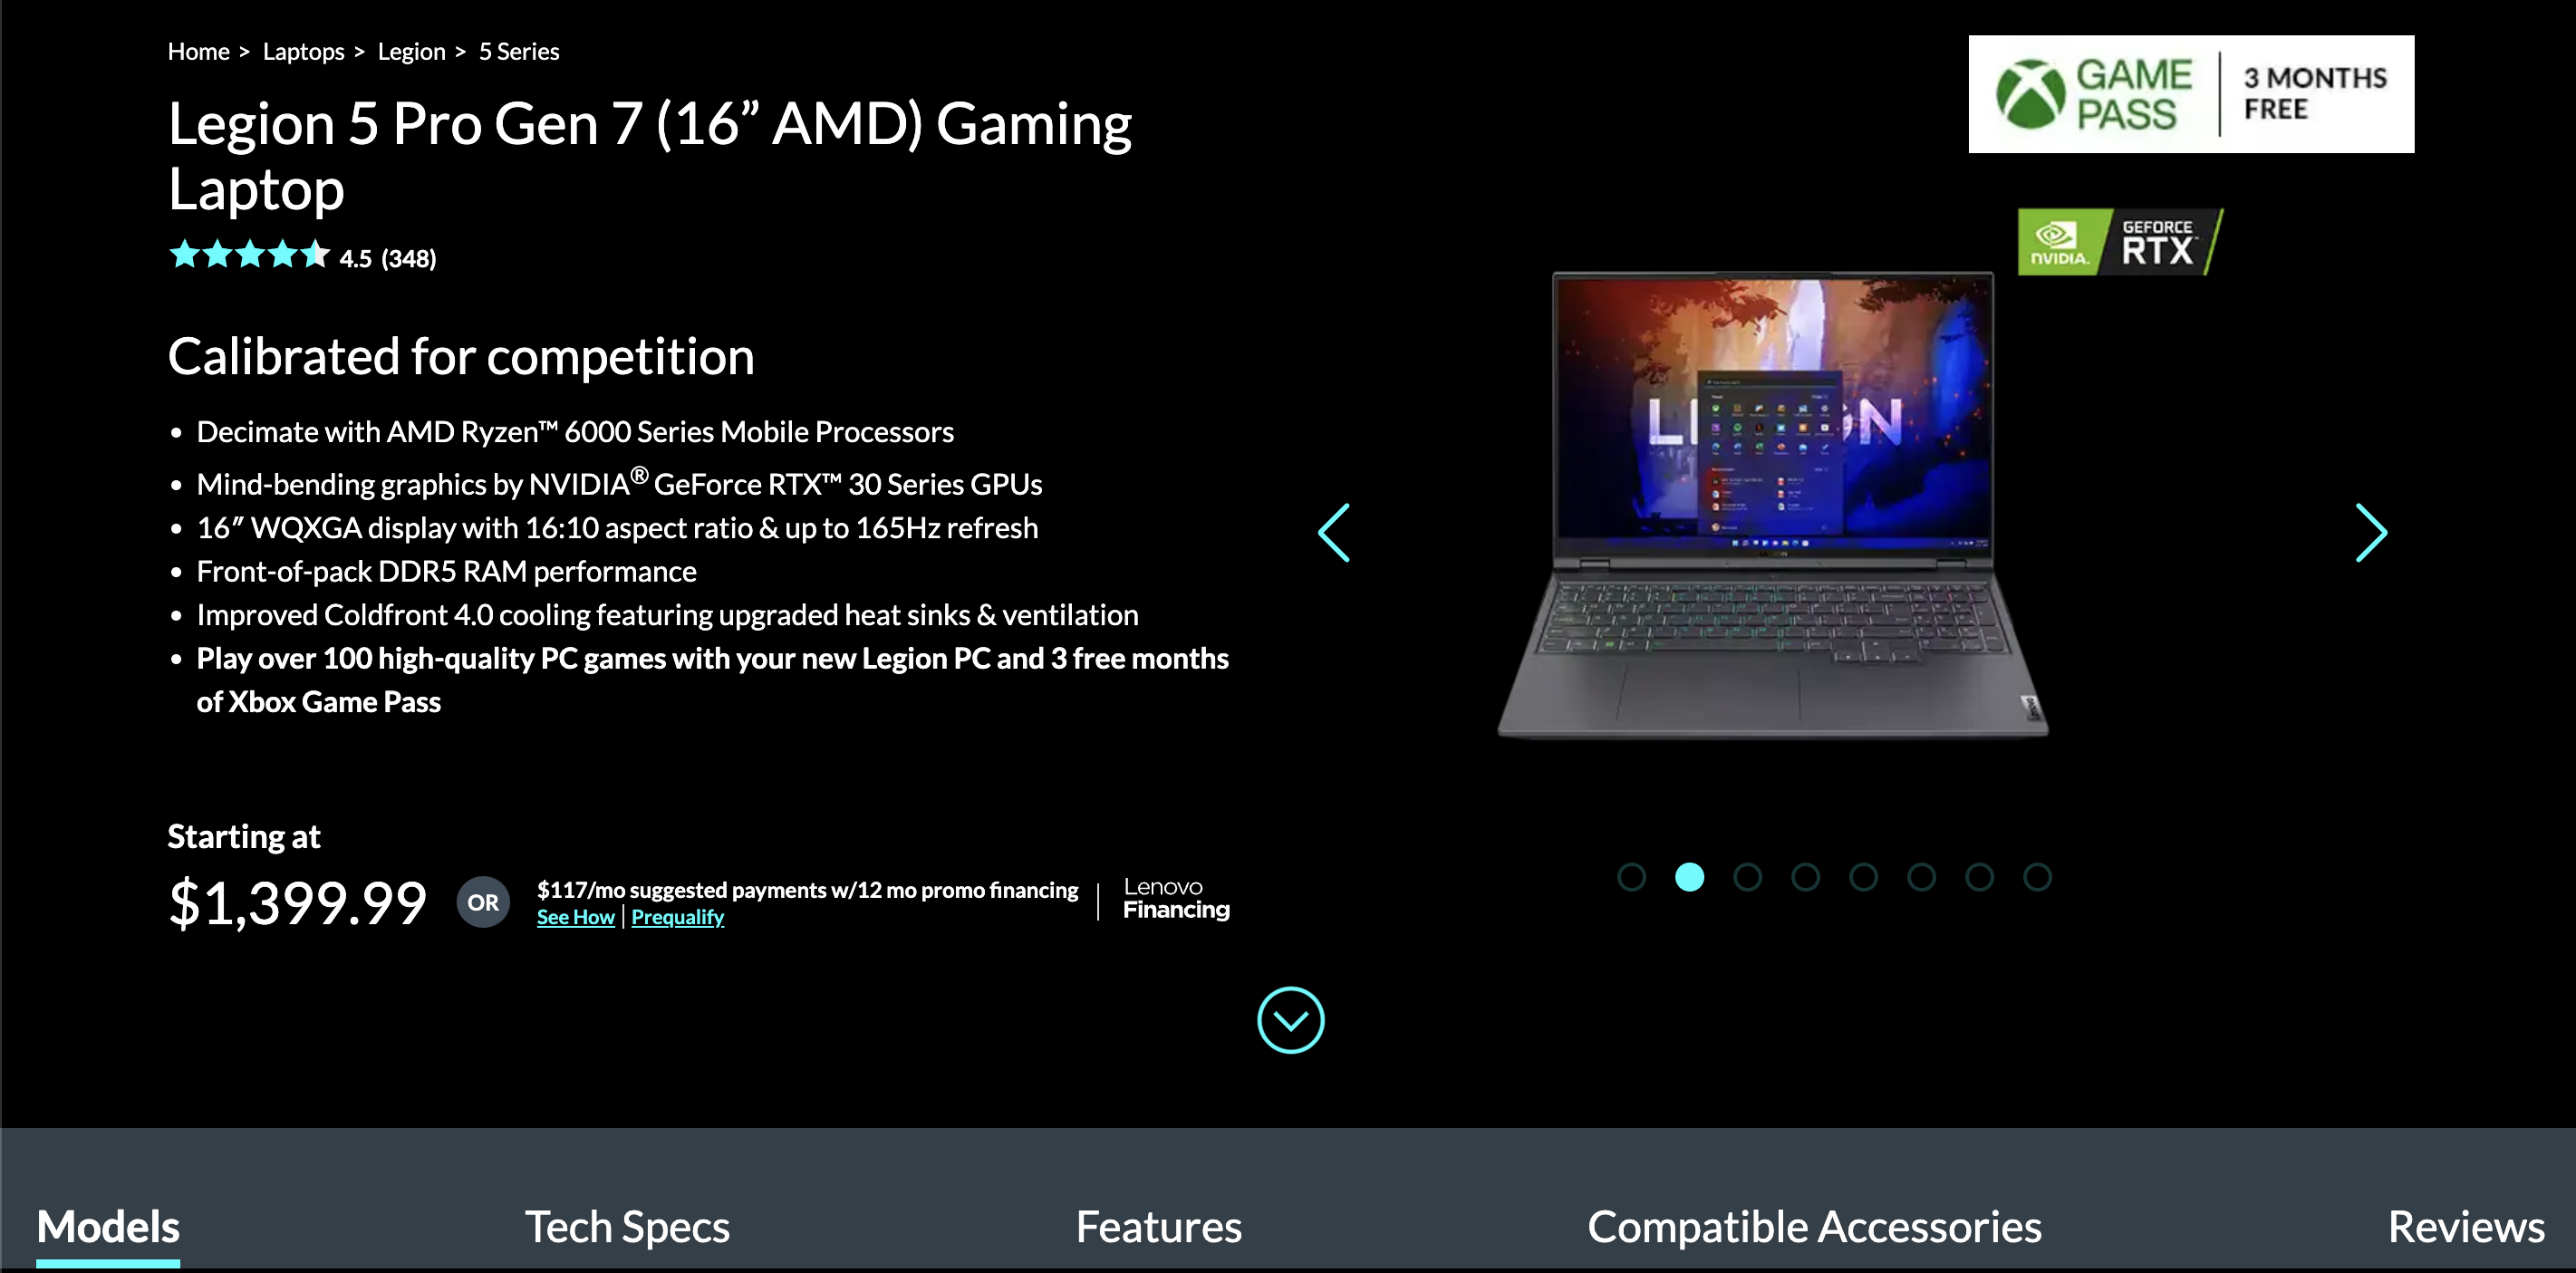 Home > Laptops > Legion > 5 Series
Legion 5 Pro Gen 7 (16” AMD) Gaming
Laptop
4.5 (348)
Calibrated for competition
• Decimate with AMD Ryzen™ 6000 Series Mobile Processors
• Mind-bending graphics by NVIDIA® GeForce RTX™ 30 Series GPUs
• 16″ WQXGA display with 16:10 aspect ratio & up to 165Hz refresh
• Front-of-pack DDR5 RAM performance
• Improved Coldfront 4.0 cooling featuring upgraded heat sinks & ventilation
• Play over 100 high-quality PC games with your new Legion PC and 3 free months
of Xbox Game Pass
Starting at
$1,399.99
OR
$117/mo suggested payments w/12 mo promo financing
See How | Prequalify
Lenovo
Financing
GAME
PASS
3 MONTHS
FREE
NVIDIA.
GEFORCE
RTX™
Lenovo
Models
Tech Specs
Features
Compatible Accessories
Reviews